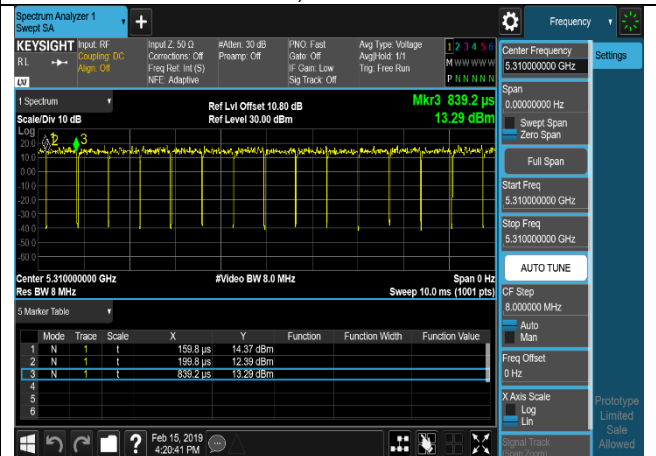 Spectrum Analyzer 1
Swept SA
+
Frequency
KEYSIGHT
RL
LXI
Input: RF
Coupling: DC
Align: Off
Input Z: 50 Ω
Corrections: Off
Freq Ref: Int (S)
NFE: Adaptive
#Atten: 30 dB
Preamp: Off
PNO: Fast
Gate: Off
IF Gain: Low
Sig Track: Off
Avg Type: Voltage
Avg|Hold: 1/1
Trig: Free Run
1 2 3 4 5 6
M W W W W W
P N N N N N
1 Spectrum
Scale/Div 10 dB
Ref Lvl Offset 10.80 dB
Ref Level 30.00 dBm
Mkr3 839.2 µs
13.29 dBm
Log
20.0
10.0
0.00
-10.0
-20.0
-30.0
-40.0
-50.0
-60.0
2
3
Center 5.310000000 GHz
Res BW 8 MHz
#Video BW 8.0 MHz
Span 0 Hz
Sweep 10.0 ms (1001 pts)
5 Marker Table
Mode Trace Scale X Y Function Function Width Function Value
1 N 1 t 159.8 µs 14.37 dBm
2 N 1 t 199.8 µs 12.39 dBm
3 N 1 t 839.2 µs 13.29 dBm
4
5
6
Feb 15, 2019
4:20:41 PM
Center Frequency
5.310000000 GHz
Settings
Span
0.00000000 Hz
Swept Span
Zero Span
Full Span
Start Freq
5.310000000 GHz
Stop Freq
5.310000000 GHz
AUTO TUNE
CF Step
8.000000 MHz
Auto
Man
Freq Offset
0 Hz
X Axis Scale
Log
Lin
Signal Track
(Span Zoom)
Prototype
Limited
Sale
Allowed